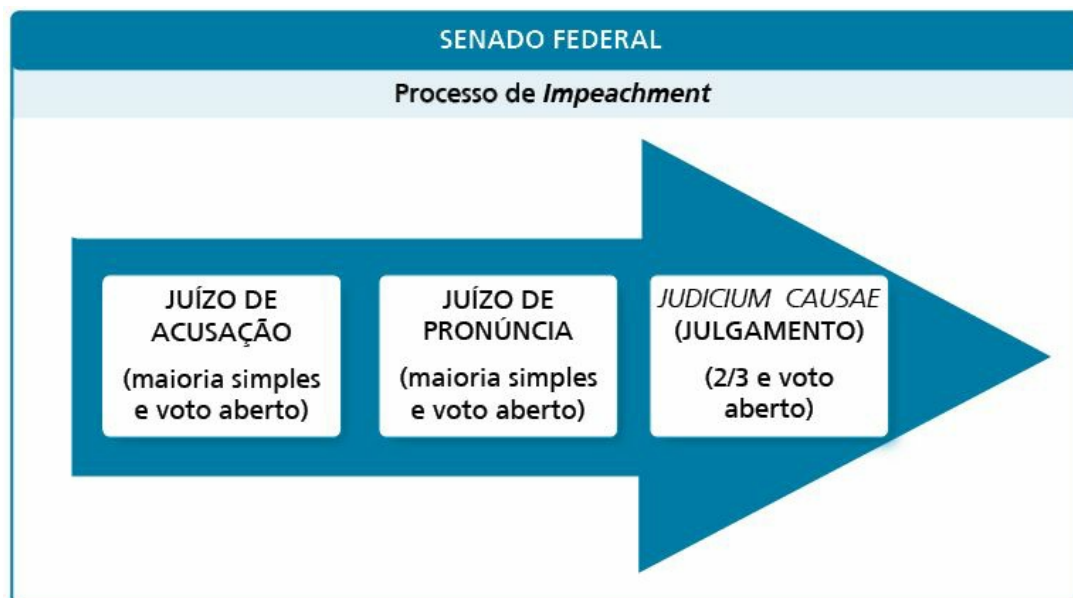 SENADO FEDERAL
Processo de Impeachment
JUÍZO DE
ACUSAÇÃO
(maioria simples
e voto aberto)
JUÍZO DE
PRONÚNCIA
(maioria simples
e voto aberto)
JUDICIUM CAUSAE
(JULGAMENTO)
(2/3 e voto
aberto)